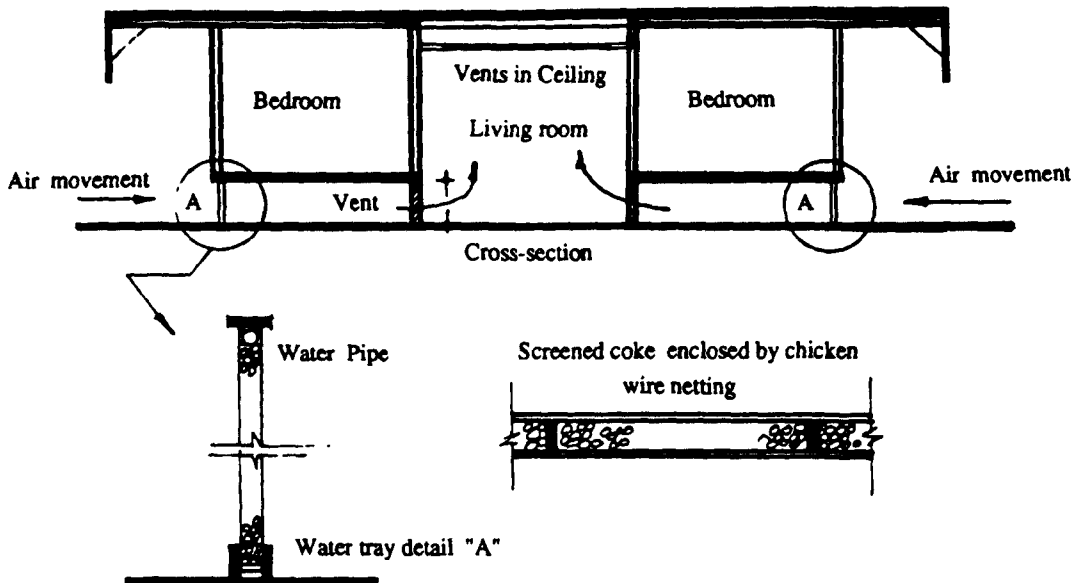 Vents in Ceiling
Bedroom
Bedroom
Living room
Air movement
A
Vent
A
Air movement
Cross-section
Water Pipe
Screened coke enclosed by chicken
wire netting
Water tray detail "A"